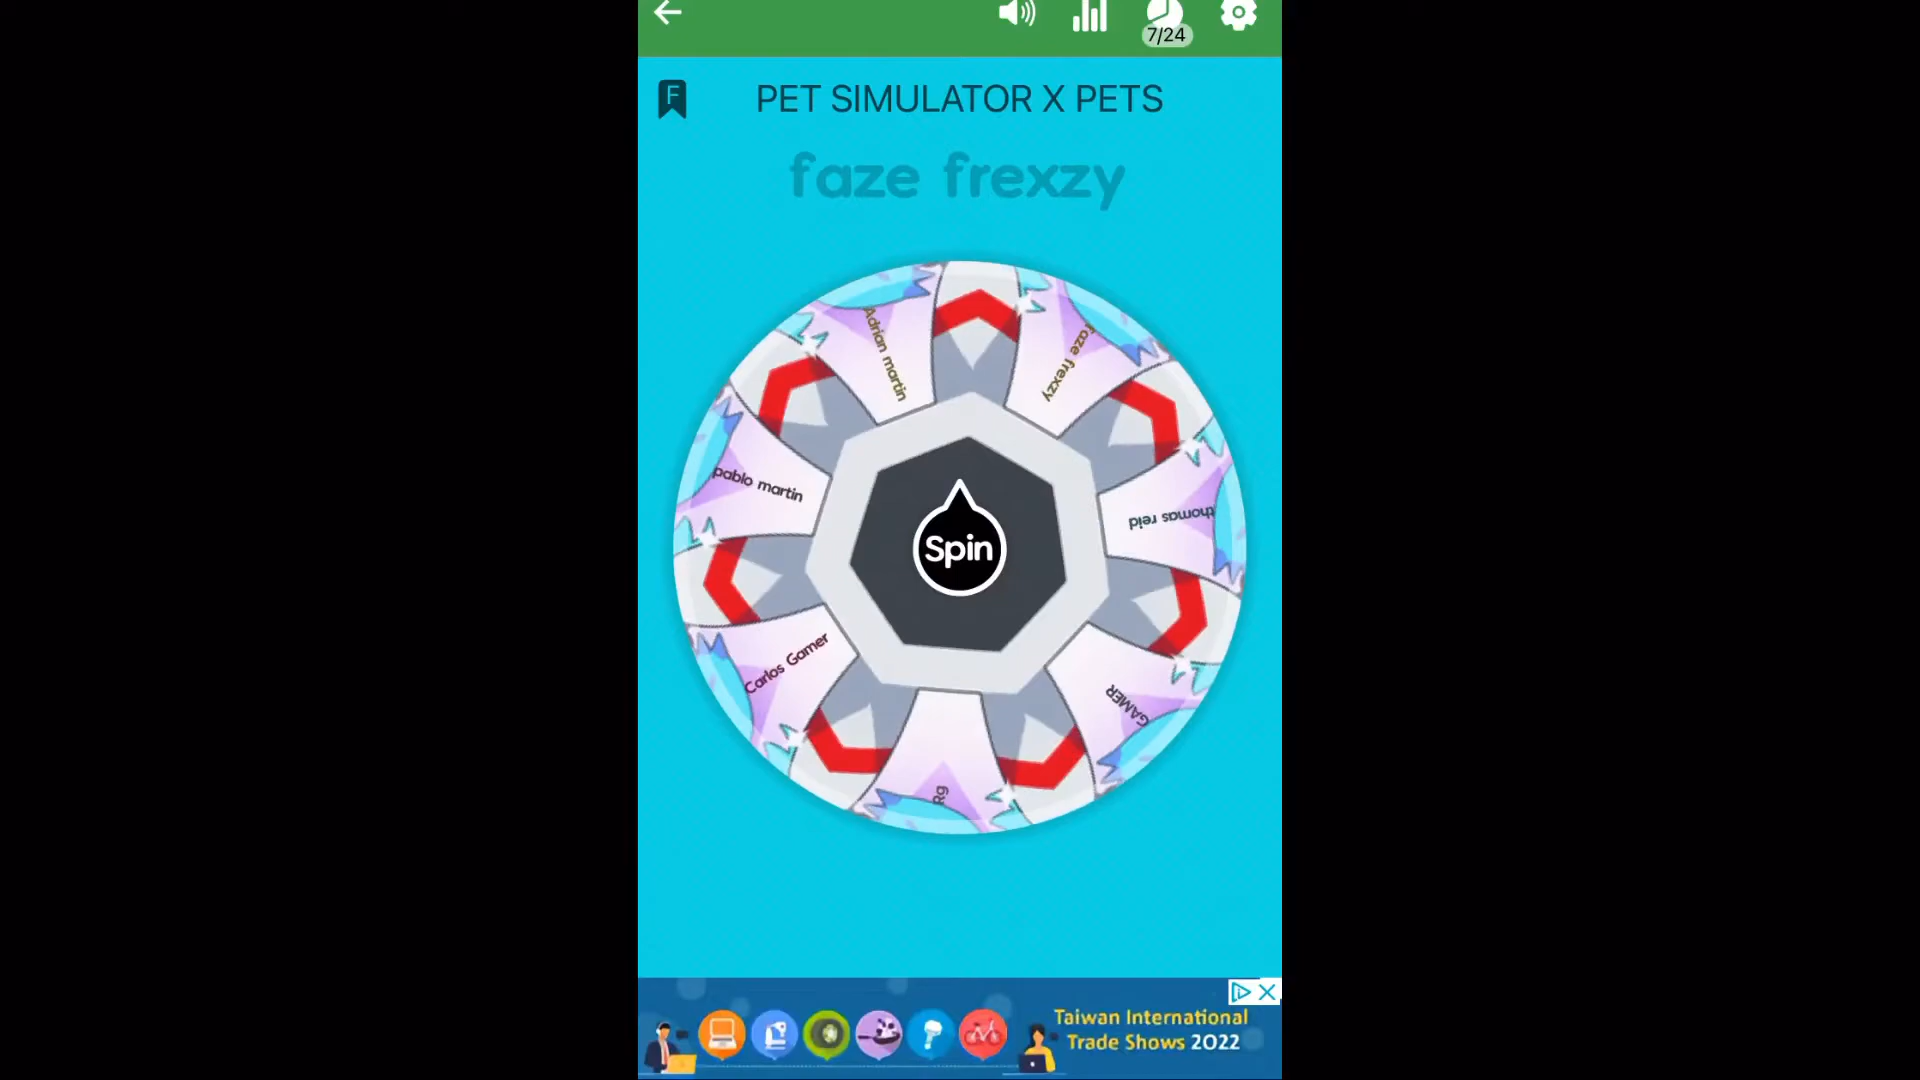 7/24
F
PET SIMULATOR X PETS
faze frexzy
Adrian martin
faze frexzy
pablo martin
thomas reid
Spin
Carlos Gamer
GAMER
Rg
Taiwan International
Trade Shows 2022